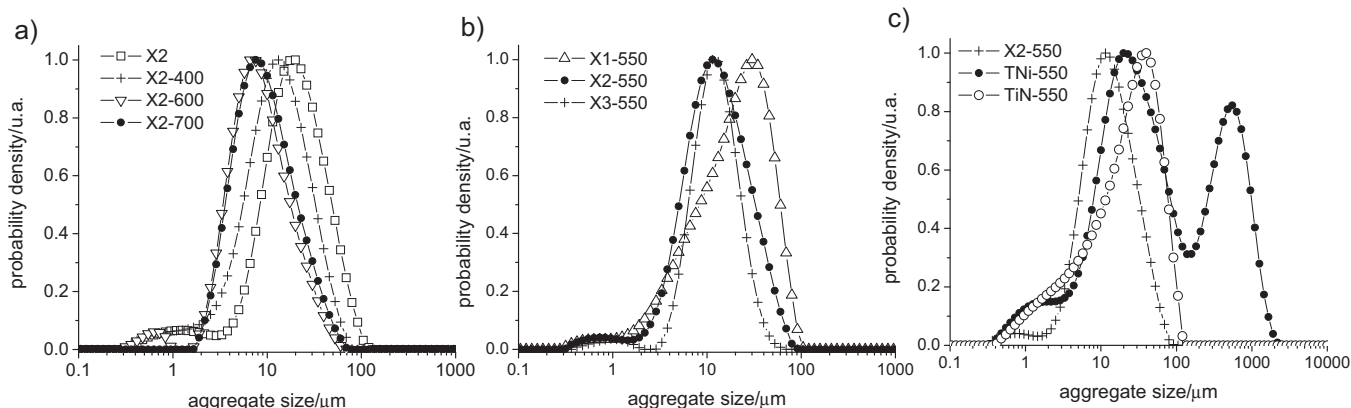 a)
X2
X2-400
X2-600
X2-700
probability density/u.a.
1.0
0.8
0.6
0.4
0.2
0.0
0.1 1 10 100 1000
aggregate size/μm
b)
X1-550
X2-550
X3-550
probability density/u.a.
1.0
0.8
0.6
0.4
0.2
0.0
0.1 1 10 100 1000
aggregate size/μm
c)
X2-550
TNi-550
TiN-550
probability density/u.a.
1.0
0.8
0.6
0.4
0.2
0.0
0.1 1 10 100 1000 10000
aggregate size/μm